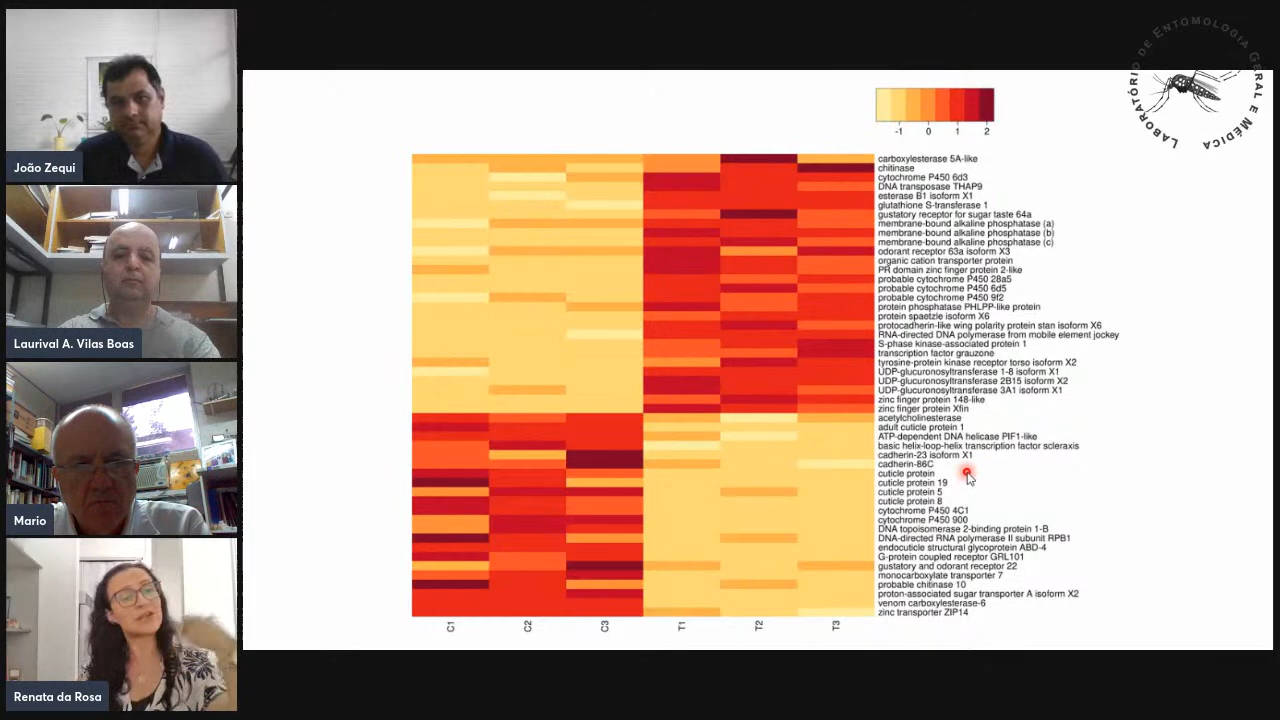 João Zequi
Laurival A. Vilas Boas
Mario
Renata da Rosa
LABORATÓRIO DE ENTOMOLOGIA GERAL E MÉDICA
-1 0 1 2
carboxylesterase 5A-like
chitinase
cytochrome P450 6d3
DNA transposase THAP9
esterase B1 isoform X1
glutathione S-transferase 1
gustatory receptor for sugar taste 64a
membrane-bound alkaline phosphatase (a)
membrane-bound alkaline phosphatase (b)
membrane-bound alkaline phosphatase (c)
odorant receptor 63a isoform X3
organic cation transporter protein
PR domain zinc finger protein 2-like
probable cytochrome P450 28a5
probable cytochrome P450 6d5
probable cytochrome P450 9f2
protein phosphatase PHLPP-like protein
protein spaetzle isoform X6
protocadherin-like wing polarity protein stan isoform X6
RNA-directed DNA polymerase from mobile element jockey
S-phase kinase-associated protein 1
transcription factor grauzone
tyrosine-protein kinase receptor torso isoform X2
UDP-glucuronosyltransferase 1-8 isoform X1
UDP-glucuronosyltransferase 2B15 isoform X2
UDP-glucuronosyltransferase 3A1 isoform X1
zinc finger protein 148-like
zinc finger protein Xfin
acetylcholinesterase
adult cuticle protein 1
ATP-dependent DNA helicase PIF1-like
basic helix-loop-helix transcription factor scleraxis
cadherin-23 isoform X1
cadherin-86C
cuticle protein
cuticle protein 19
cuticle protein 5
cuticle protein 8
cytochrome P450 4C1
cytochrome P450 900
DNA topoisomerase 2-binding protein 1-B
DNA-directed RNA polymerase II subunit RPB1
endocuticle structural glycoprotein ABD-4
G-protein coupled receptor GRL101
gustatory and odorant receptor 22
monocarboxylate transporter 7
probable chitinase 10
proton-associated sugar transporter A isoform X2
venom carboxylesterase-6
zinc transporter ZIP14
C1 C2 C3 T1 T2 T3